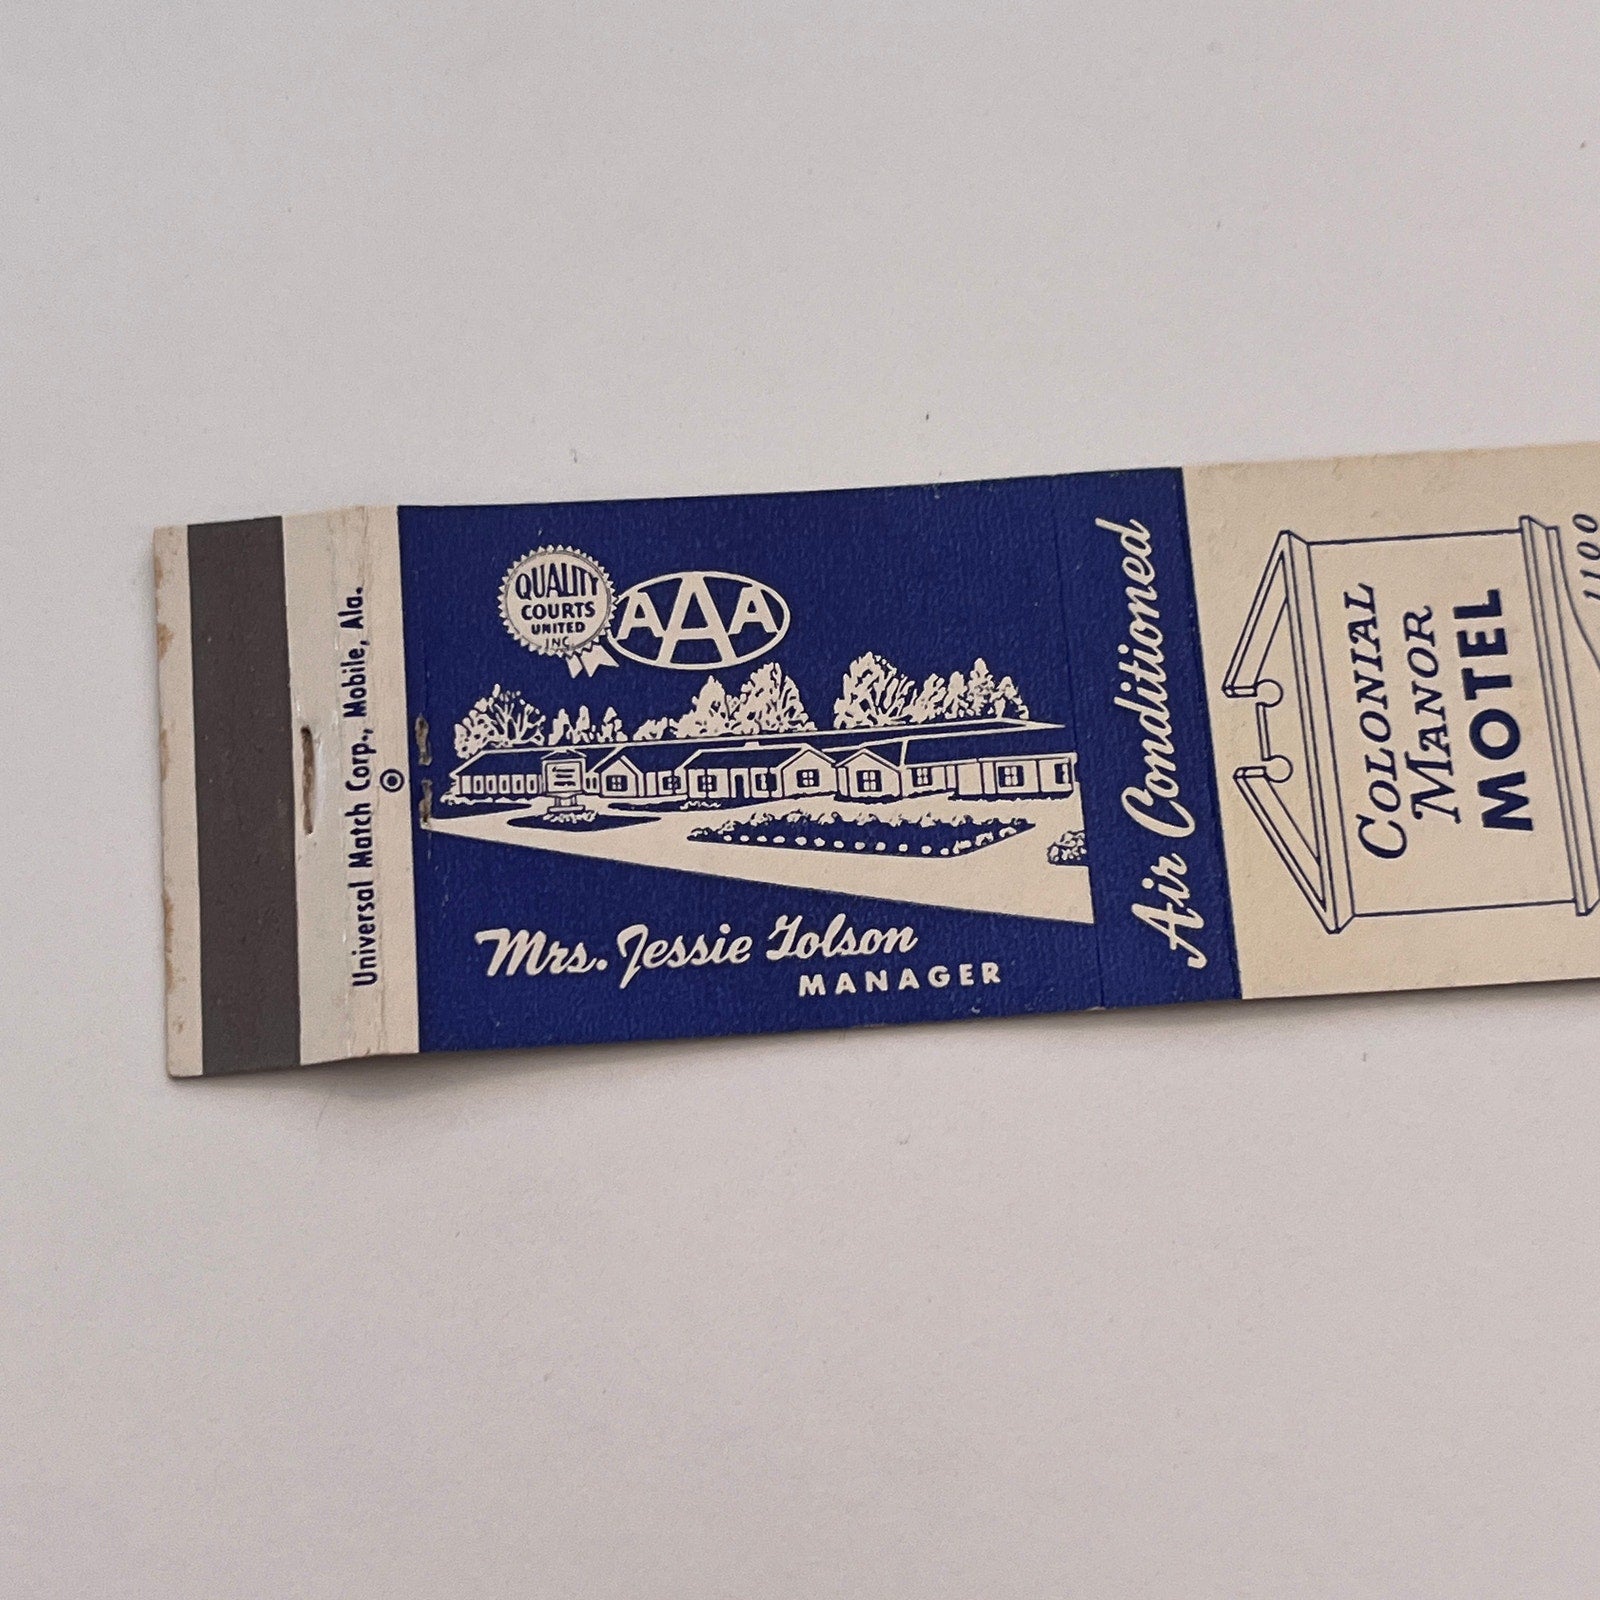 Universal Match Corp., Mobile, Ala.
QUALITY
COURTS
UNITED
INC
AAA
Mrs. Jessie Tolson
MANAGER
Air Conditioned
COLONIAL
MANOR
MOTEL
1100